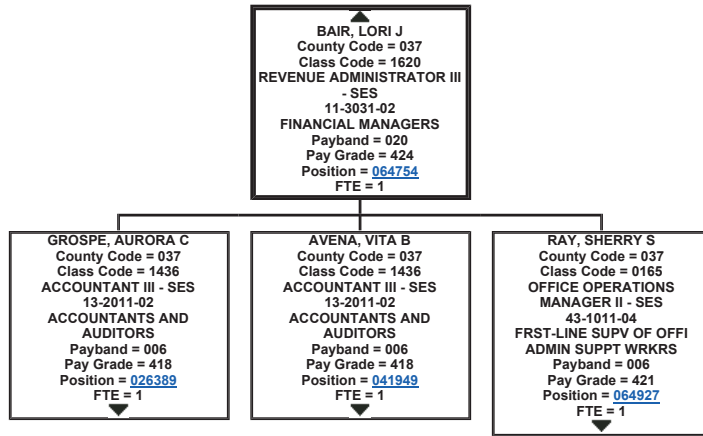 BAIR, LORI J
County Code = 037
Class Code = 1620
REVENUE ADMINISTRATOR III
- SES
11-3031-02
FINANCIAL MANAGERS
Payband = 020
Pay Grade = 424
Position = 064754
FTE = 1
GROSPE, AURORA C
County Code = 037
Class Code = 1436
ACCOUNTANT III - SES
13-2011-02
ACCOUNTANTS AND
AUDITORS
Payband = 006
Pay Grade = 418
Position = 026389
FTE = 1
AVENA, VITA B
County Code = 037
Class Code = 1436
ACCOUNTANT III - SES
13-2011-02
ACCOUNTANTS AND
AUDITORS
Payband = 006
Pay Grade = 418
Position = 041949
FTE = 1
RAY, SHERRY S
County Code = 037
Class Code = 0165
OFFICE OPERATIONS
MANAGER II - SES
43-1011-04
FRST-LINE SUPV OF OFFI
ADMIN SUPPT WRKRS
Payband = 006
Pay Grade = 421
Position = 064927
FTE = 1